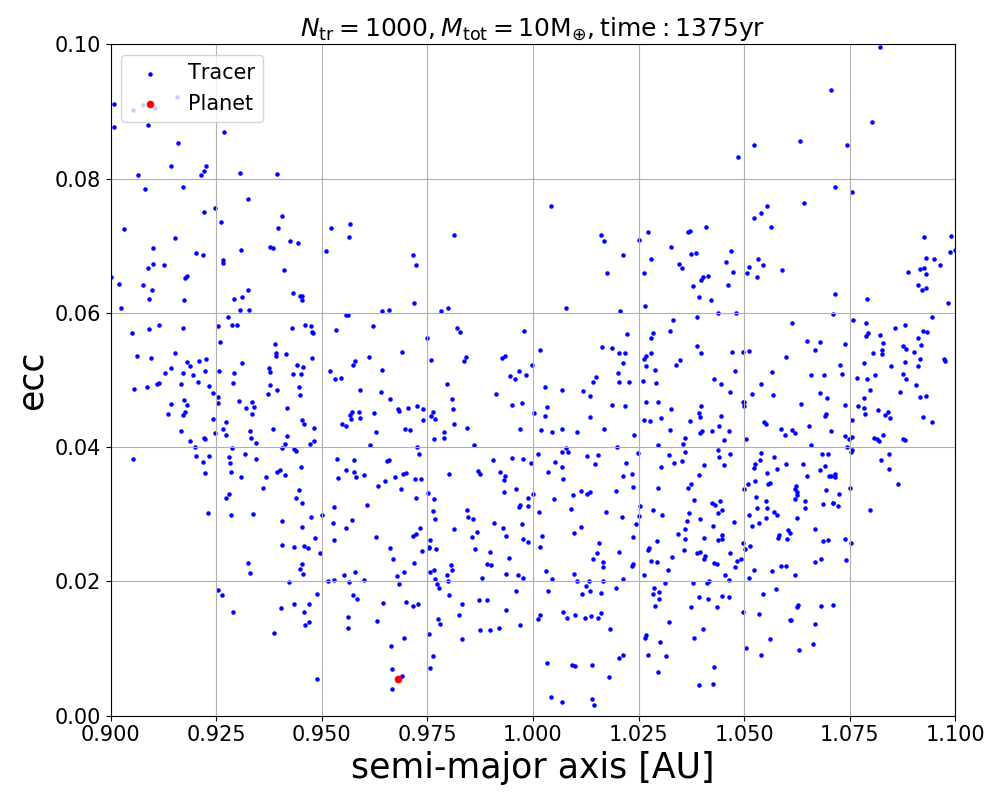 N_tr = 1000, M_tot = 10M_⊕, time : 1375yr
Tracer
Planet
ecc
0.10
0.08
0.06
0.04
0.02
0.00
0.900 0.925 0.950 0.975 1.000 1.025 1.050 1.075 1.100
semi-major axis [AU]